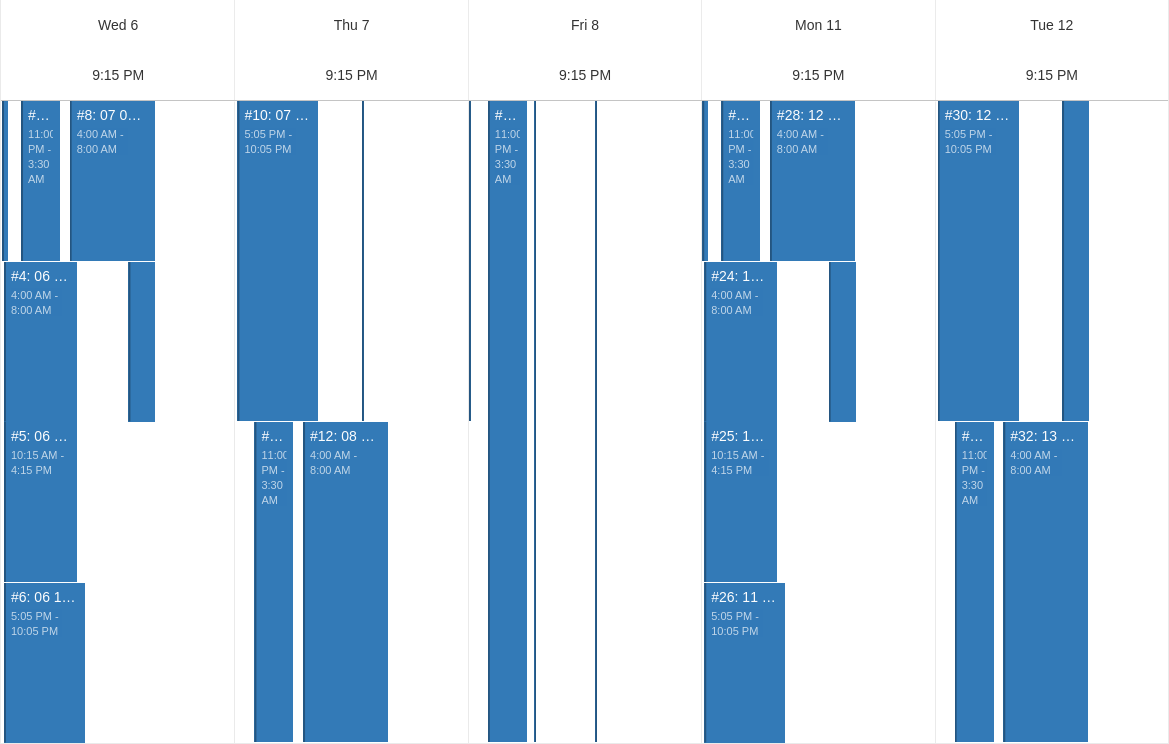 Wed 6
Thu 7
Fri 8
Mon 11
Tue 12
9:15 PM
9:15 PM
9:15 PM
9:15 PM
9:15 PM
#...
11:00
PM -
3:30
AM
#8: 07 0...
4:00 AM -
8:00 AM
#4: 06 ...
4:00 AM -
8:00 AM
#5: 06 ...
10:15 AM -
4:15 PM
#6: 06 1...
5:05 PM -
10:05 PM
#10: 07 ...
5:05 PM -
10:05 PM
#...
11:00
PM -
3:30
AM
#12: 08 ...
4:00 AM -
8:00 AM
#...
11:00
PM -
3:30
AM
#...
11:00
PM -
3:30
AM
#28: 12 ...
4:00 AM -
8:00 AM
#24: 1...
4:00 AM -
8:00 AM
#25: 1...
10:15 AM -
4:15 PM
#26: 11 ...
5:05 PM -
10:05 PM
#30: 12 ...
5:05 PM -
10:05 PM
#...
11:00
PM -
3:30
AM
#32: 13 ...
4:00 AM -
8:00 AM